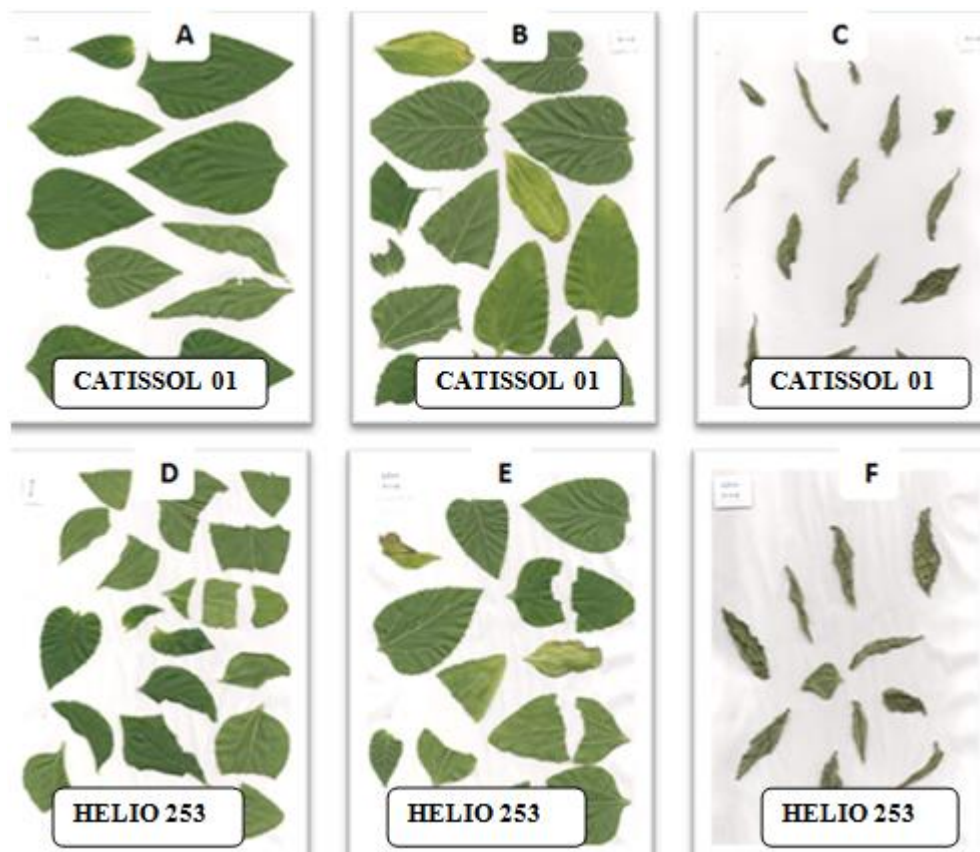 A
B
C
CATISSOL 01
CATISSOL 01
CATISSOL 01
D
E
F
HELIO 253
HELIO 253
HELIO 253